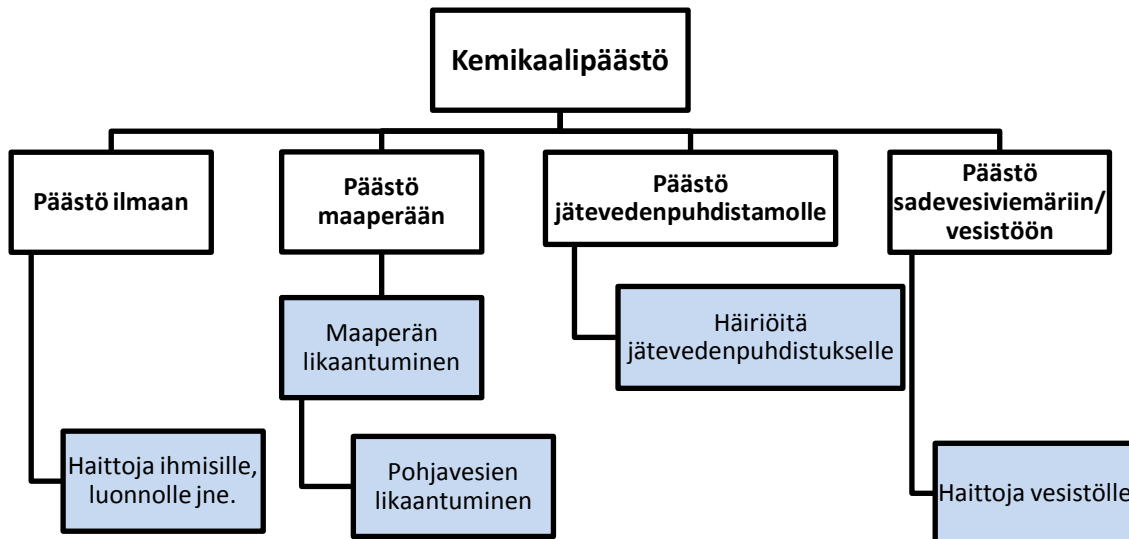 Kemikaalipäästö
Päästö ilmaan
Päästö
maaperään
Päästö
jätevedenpuhdistamolle
Päästö
sadevesiviemäriin/
vesistöön
Maaperän
likaantuminen
Häiriöitä
jätevedenpuhdistukselle
Haittoja ihmisille,
luonnolle jne.
Pohjavesien
likaantuminen
Haittoja vesistölle